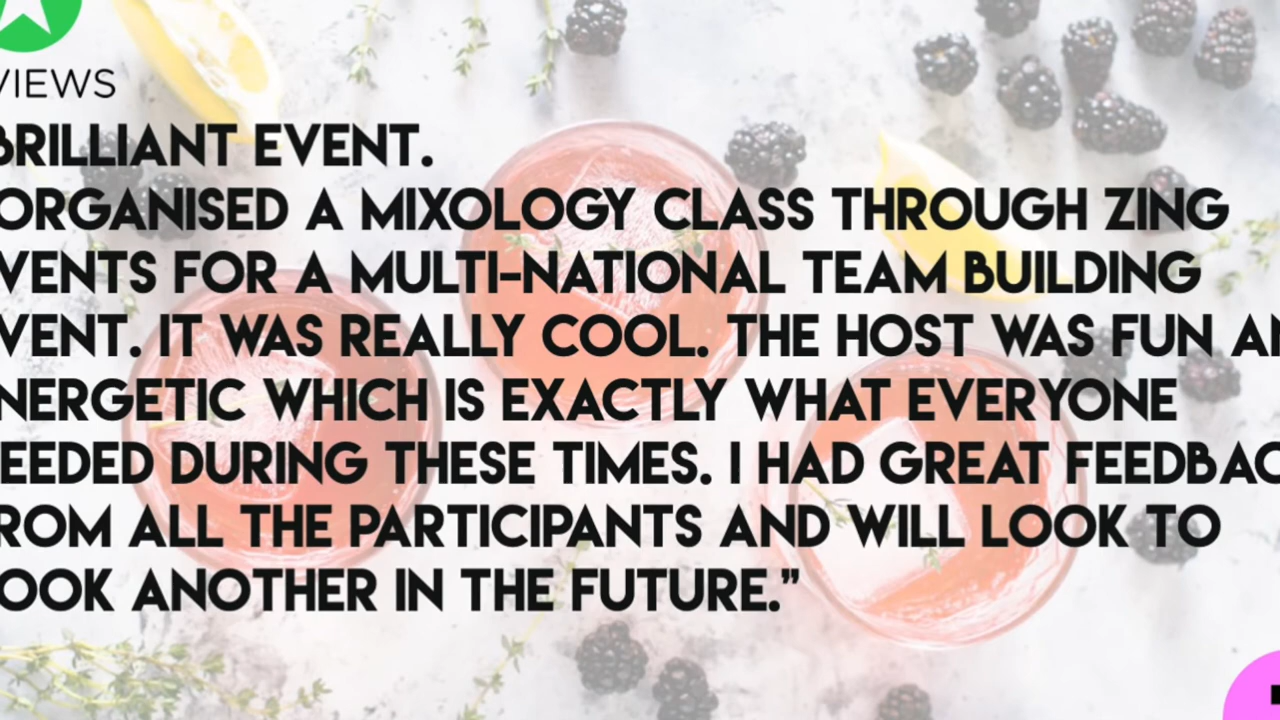 VIEWS
BRILLIANT EVENT.
ORGANISED A MIXOLOGY CLASS THROUGH ZING
VENTS FOR A MULTI-NATIONAL TEAM BUILDING
VENT. IT WAS REALLY COOL. THE HOST WAS FUN AN
NERGETIC WHICH IS EXACTLY WHAT EVERYONE
EEDED DURING THESE TIMES. I HAD GREAT FEEDBAC
ROM ALL THE PARTICIPANTS AND WILL LOOK TO
OOK ANOTHER IN THE FUTURE.”